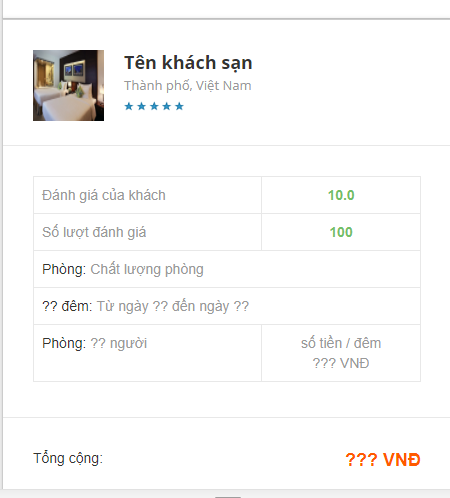 Tên khách sạn
Thành phố, Việt Nam
Đánh giá của khách 10.0
Số lượt đánh giá 100
Phòng: Chất lượng phòng
?? đêm: Từ ngày ?? đến ngày ??
Phòng: ?? người
số tiền / đêm
??? VNĐ
Tổng cộng: ??? VNĐ